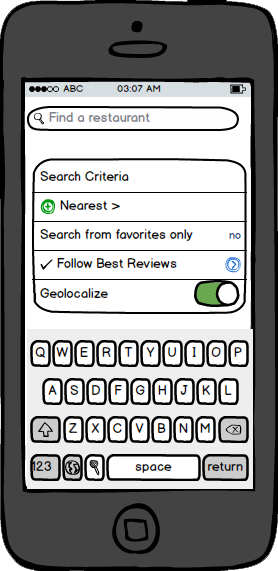 ABC 03:07 AM
Find a restaurant
Search Criteria
Nearest >
Search from favorites only no
Follow Best Reviews
Geolocalize
Q W E R T Y U I O P
A S D F G H J K L
Z X C V B N M
123 space return